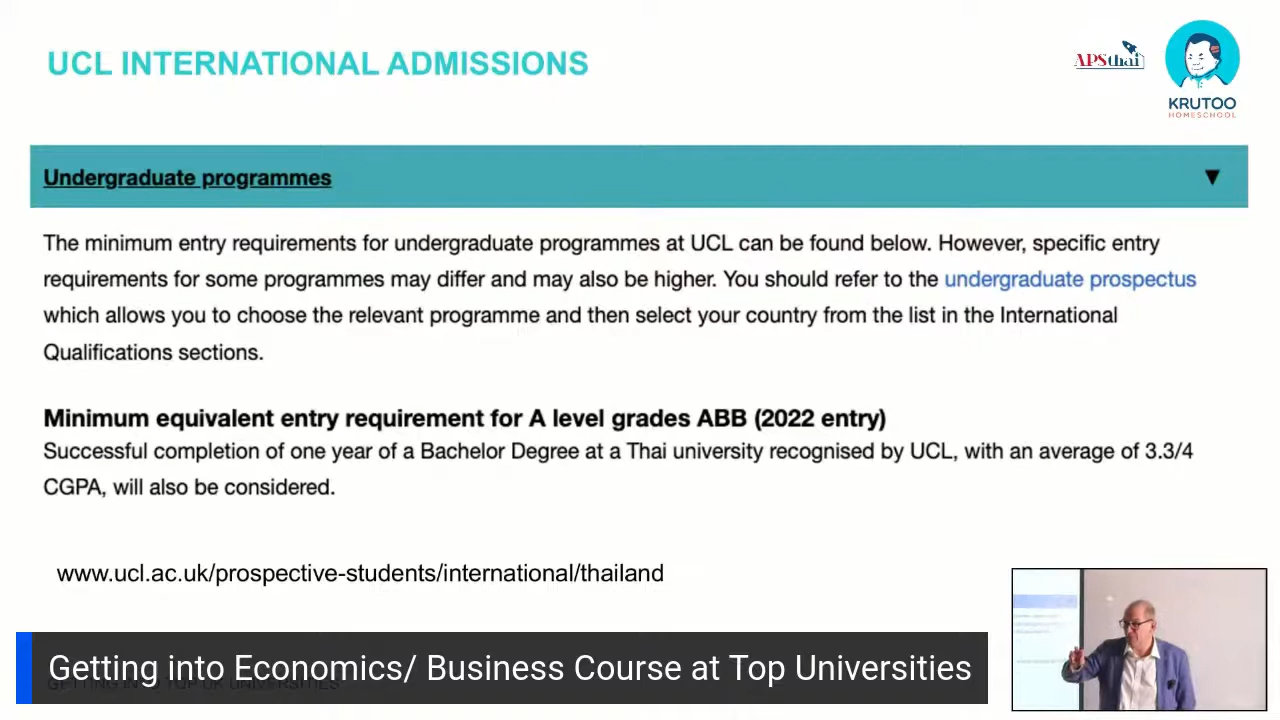 UCL INTERNATIONAL ADMISSIONS
APSthai
KRUTOO
HOMESCHOOL
Undergraduate programmes
The minimum entry requirements for undergraduate programmes at UCL can be found below. However, specific entry
requirements for some programmes may differ and may also be higher. You should refer to the undergraduate prospectus
which allows you to choose the relevant programme and then select your country from the list in the International
Qualifications sections.
Minimum equivalent entry requirement for A level grades ABB (2022 entry)
Successful completion of one year of a Bachelor Degree at a Thai university recognised by UCL, with an average of 3.3/4
CGPA, will also be considered.
www.ucl.ac.uk/prospective-students/international/thailand
Getting into Economics/ Business Course at Top Universities
GETTING INTO TOP UK UNIVERSITIES